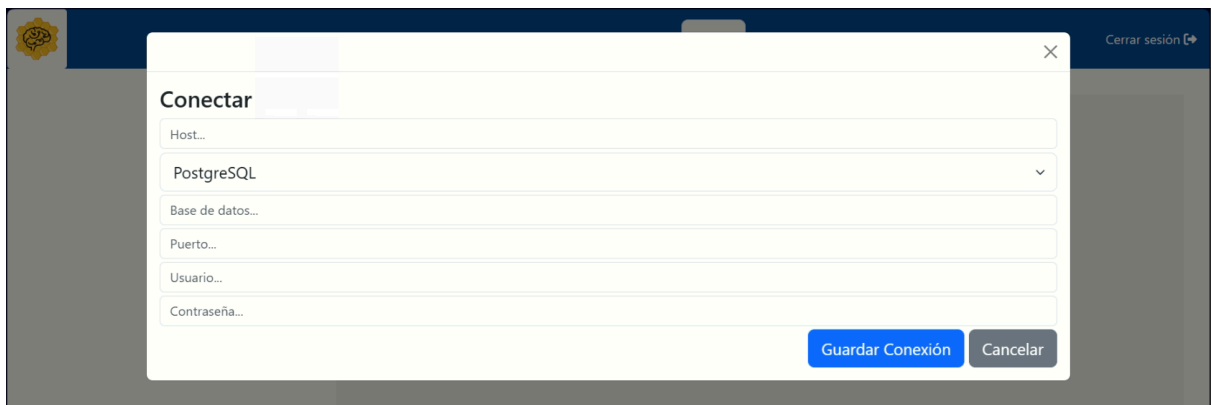 Cerrar sesión
Conectar
Host...
PostgreSQL
Base de datos...
Puerto...
Usuario...
Contraseña...
Guardar Conexión
Cancelar